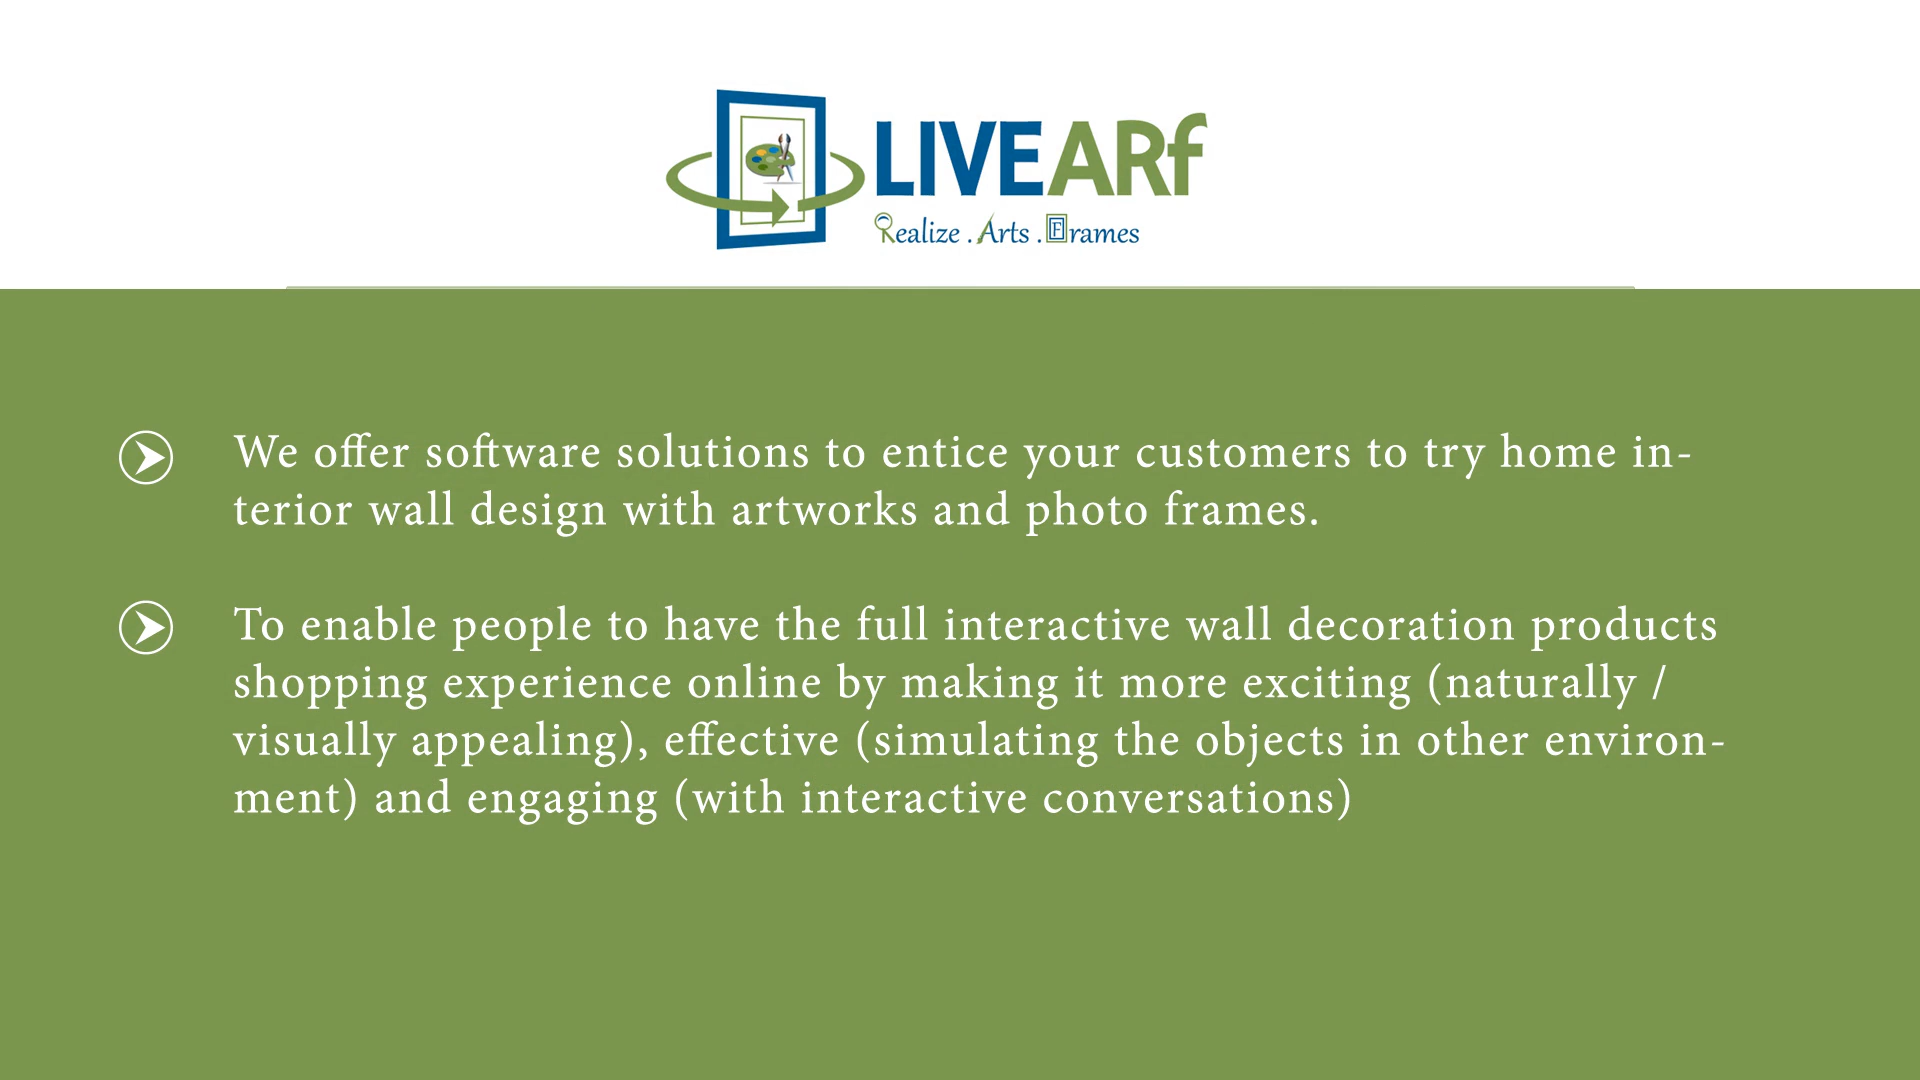 LIVEARf
Realize . Arts . Frames
We offer software solutions to entice your customers to try home in-
terior wall design with artworks and photo frames.
To enable people to have the full interactive wall decoration products
shopping experience online by making it more exciting (naturally /
visually appealing), effective (simulating the objects in other environ-
ment) and engaging (with interactive conversations)